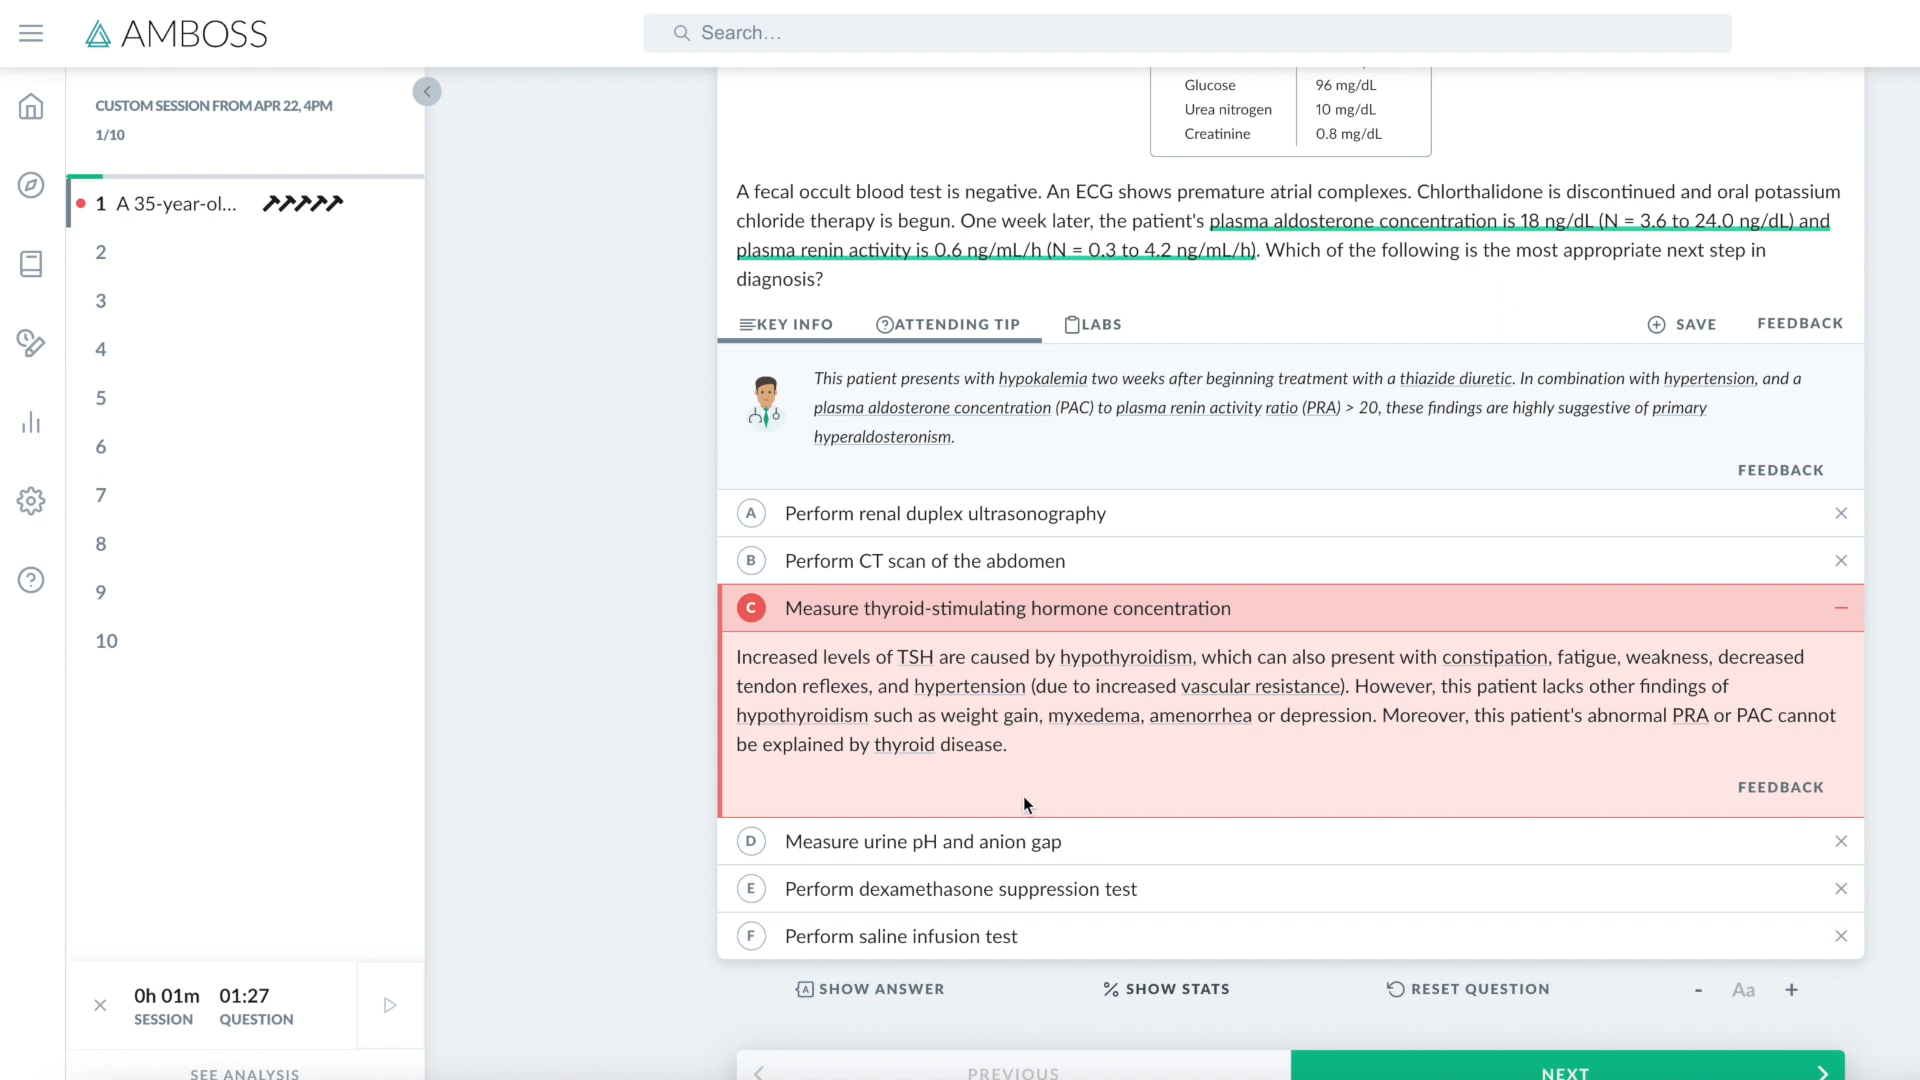 AMBOSS
Search…
CUSTOM SESSION FROM APR 22, 4PM
1/10
1 A 35-year-ol...
2
3
4
5
6
7
8
9
10
0h 01m 01:27
SESSION QUESTION
SEE ANALYSIS
Glucose 96 mg/dL
Urea nitrogen 10 mg/dL
Creatinine 0.8 mg/dL
A fecal occult blood test is negative. An ECG shows premature atrial complexes. Chlorthalidone is discontinued and oral potassium
chloride therapy is begun. One week later, the patient's plasma aldosterone concentration is 18 ng/dL (N = 3.6 to 24.0 ng/dL) and
plasma renin activity is 0.6 ng/mL/h (N = 0.3 to 4.2 ng/mL/h). Which of the following is the most appropriate next step in
diagnosis?
KEY INFO ATTENDING TIP LABS SAVE FEEDBACK
This patient presents with hypokalemia two weeks after beginning treatment with a thiazide diuretic. In combination with hypertension, and a
plasma aldosterone concentration (PAC) to plasma renin activity ratio (PRA) > 20, these findings are highly suggestive of primary
hyperaldosteronism.
FEEDBACK
A Perform renal duplex ultrasonography
B Perform CT scan of the abdomen
C Measure thyroid-stimulating hormone concentration
Increased levels of TSH are caused by hypothyroidism, which can also present with constipation, fatigue, weakness, decreased
tendon reflexes, and hypertension (due to increased vascular resistance). However, this patient lacks other findings of
hypothyroidism such as weight gain, myxedema, amenorrhea or depression. Moreover, this patient's abnormal PRA or PAC cannot
be explained by thyroid disease.
FEEDBACK
D Measure urine pH and anion gap
E Perform dexamethasone suppression test
F Perform saline infusion test
SHOW ANSWER % SHOW STATS RESET QUESTION - Aa +
PREVIOUS NEXT